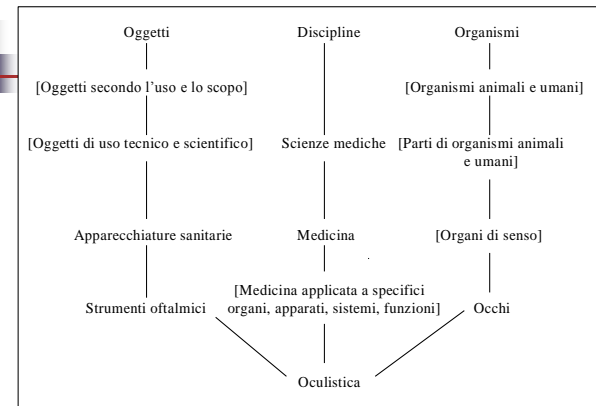 Oggetti
Discipline
Organismi
[Oggetti secondo l'uso e lo scopo]
[Organismi animali e umani]
[Oggetti di uso tecnico e scientifico]
Scienze mediche
[Parti di organismi animali
e umani]
Apparecchiature sanitarie
Medicina
[Organi di senso]
Strumenti oftalmici
[Medicina applicata a specifici
organi, apparati, sistemi, funzioni]
Occhi
Oculistica